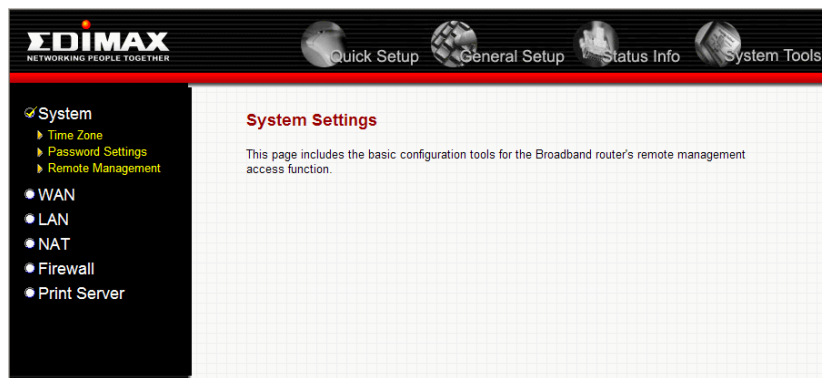 ΣDIMAX
NETWORKING PEOPLE TOGETHER
Quick Setup
General Setup
Status Info
System Tools
System
Time Zone
Password Settings
Remote Management
WAN
LAN
NAT
Firewall
Print Server
System Settings
This page includes the basic configuration tools for the Broadband router's remote management
access function.